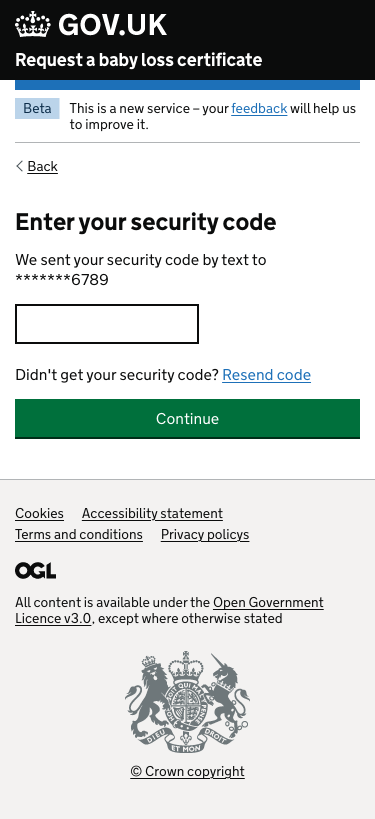 GOV.UK
Request a baby loss certificate
Beta
This is a new service – your feedback will help us
to improve it.
Back
Enter your security code
We sent your security code by text to
*******6789
Didn't get your security code? Resend code
Continue
Cookies Accessibility statement
Terms and conditions Privacy policys
OGL
All content is available under the Open Government
Licence v3.0, except where otherwise stated
DIEU ET MON
© Crown copyright